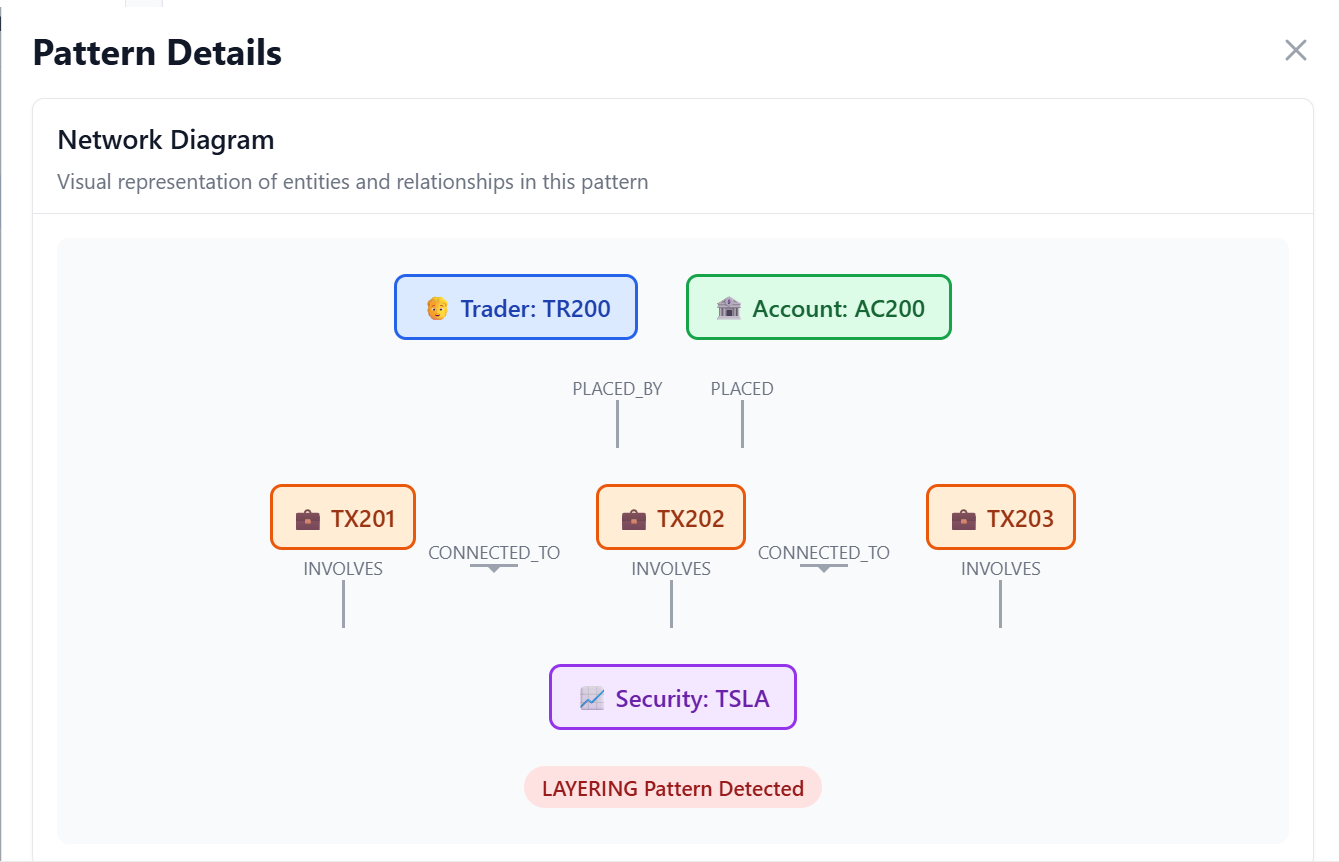 Pattern Details
Network Diagram
Visual representation of entities and relationships in this pattern
Trader: TR200
Account: AC200
PLACED_BY
PLACED
TX201
TX202
TX203
CONNECTED_TO
CONNECTED_TO
INVOLVES
INVOLVES
INVOLVES
Security: TSLA
LAYERING Pattern Detected